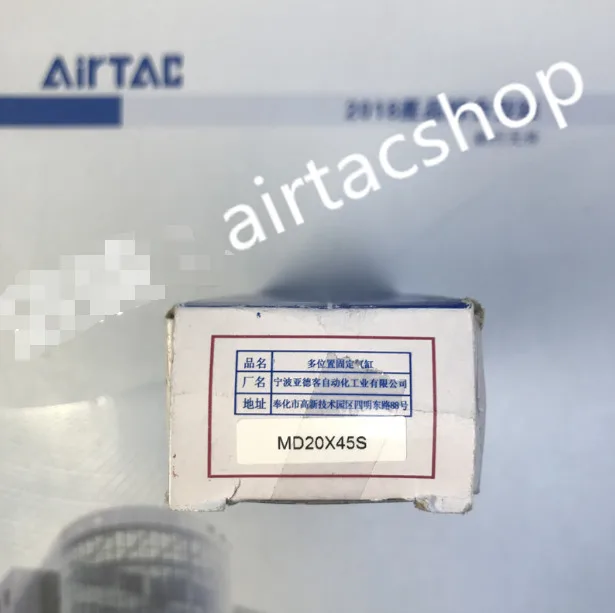 AirTAC
airtacshop
品名 多位置固定气缸
厂名 宁波亚德客自动化工业有限公司
地址 奉化市高新技术园区四明东路88号
MD20X45S